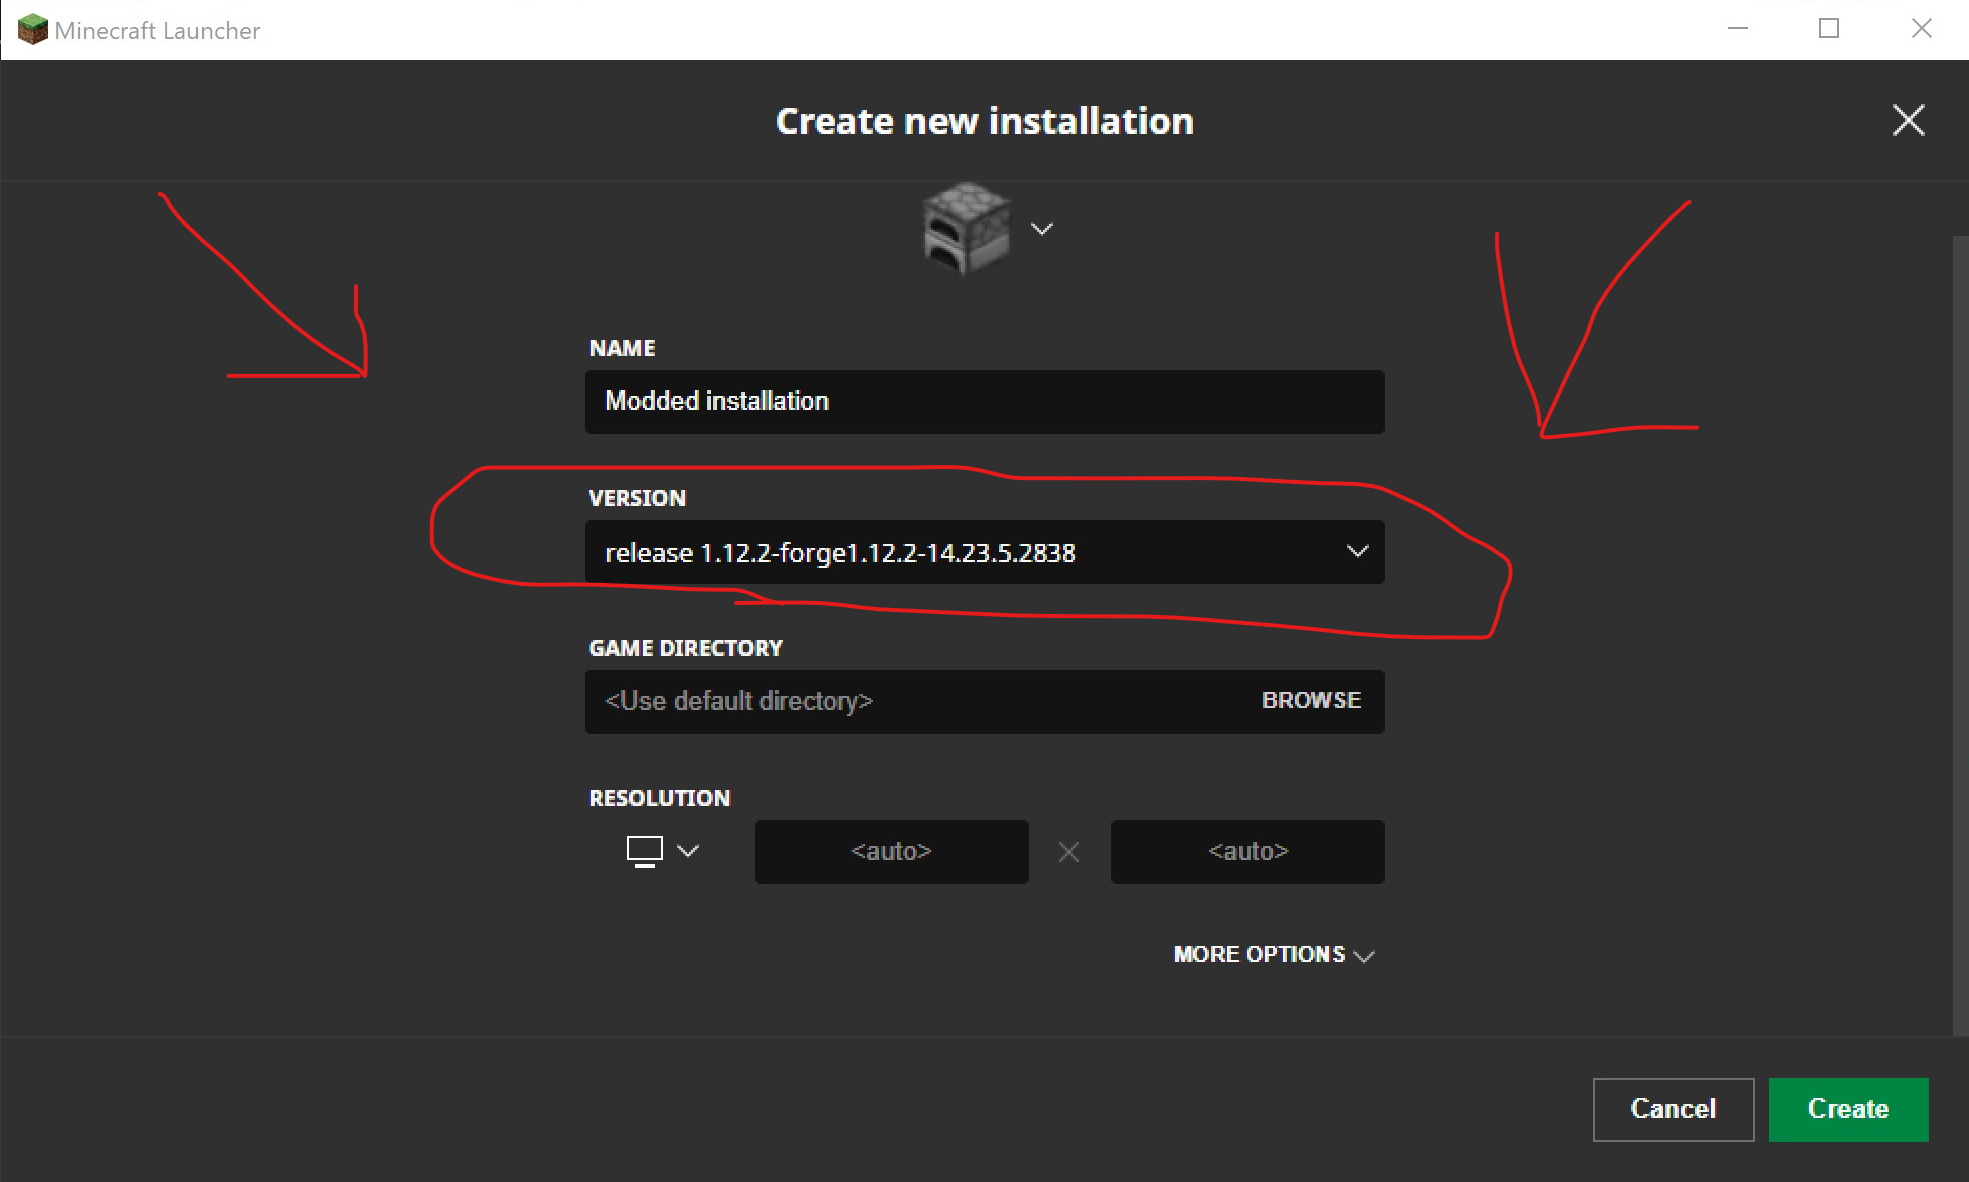 Minecraft Launcher
Create new installation
NAME
Modded installation
VERSION
release 1.12.2-forge1.12.2-14.23.5.2838
GAME DIRECTORY
<Use default directory> BROWSE
RESOLUTION
<auto> <auto>
MORE OPTIONS
Cancel Create